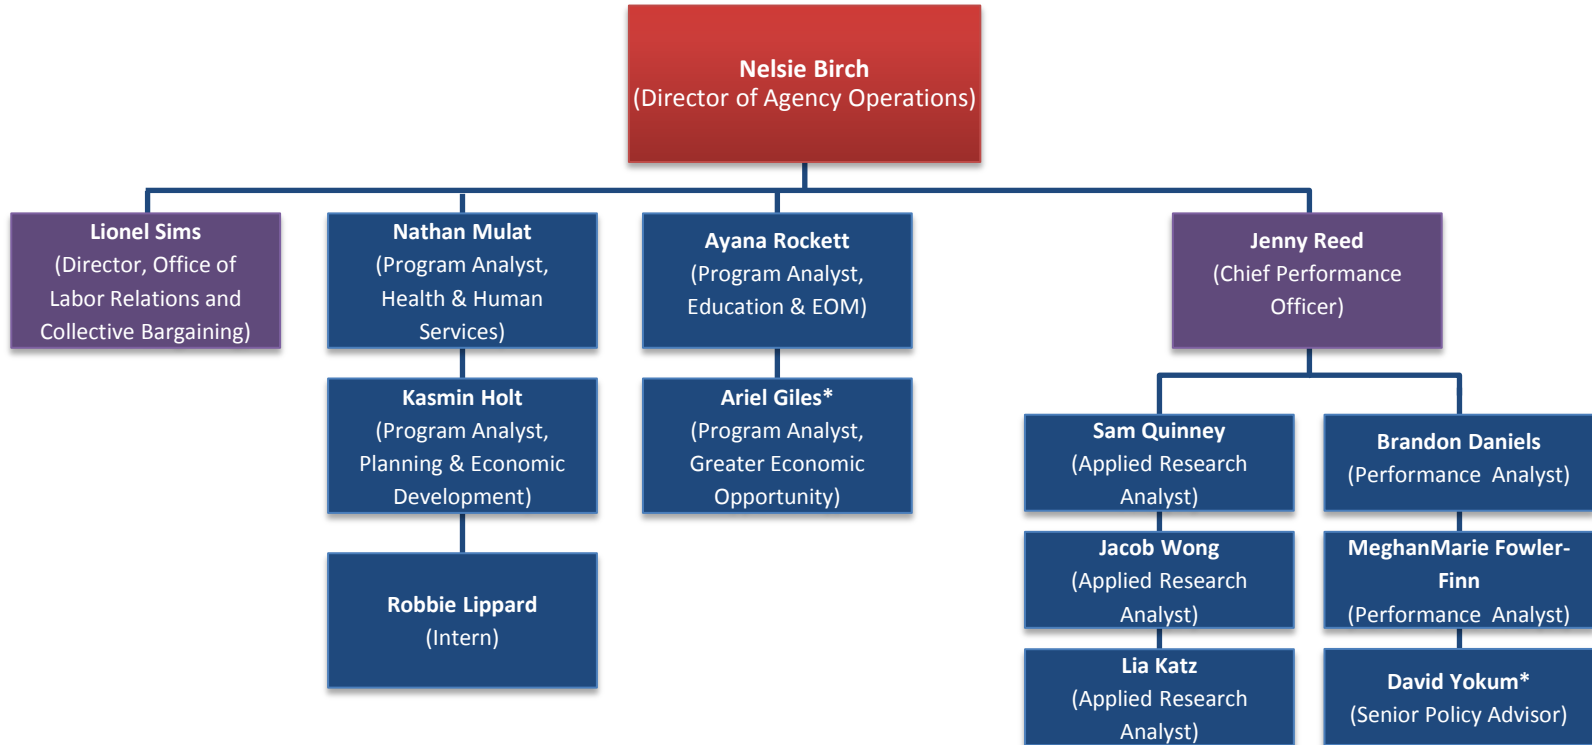 Nelsie Birch
(Director of Agency Operations)
Lionel Sims
(Director, Office of
Labor Relations and
Collective Bargaining)
Nathan Mulat
(Program Analyst,
Health & Human
Services)
Ayana Rockett
(Program Analyst,
Education & EOM)
Jenny Reed
(Chief Performance
Officer)
Kasmin Holt
(Program Analyst,
Planning & Economic
Development)
Ariel Giles*
(Program Analyst,
Greater Economic
Opportunity)
Sam Quinney
(Applied Research
Analyst)
Brandon Daniels
(Performance Analyst)
Robbie Lippard
(Intern)
Jacob Wong
(Applied Research
Analyst)
MeghanMarie Fowler-
Finn
(Performance Analyst)
Lia Katz
(Applied Research
Analyst)
David Yokum*
(Senior Policy Advisor)